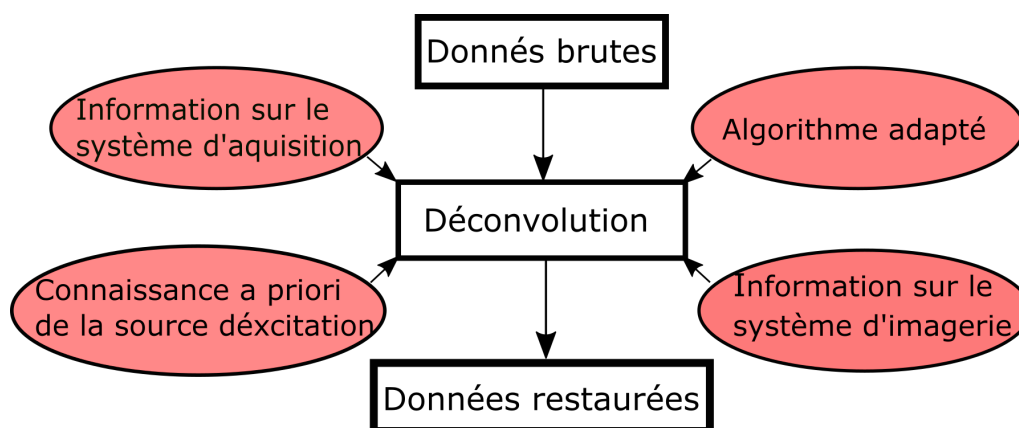 Donnés brutes
Information sur le
système d'aquisition
Algorithme adapté
Déconvolution
Connaissance a priori
de la source déxcitation
Information sur le
système d'imagerie
Données restaurées